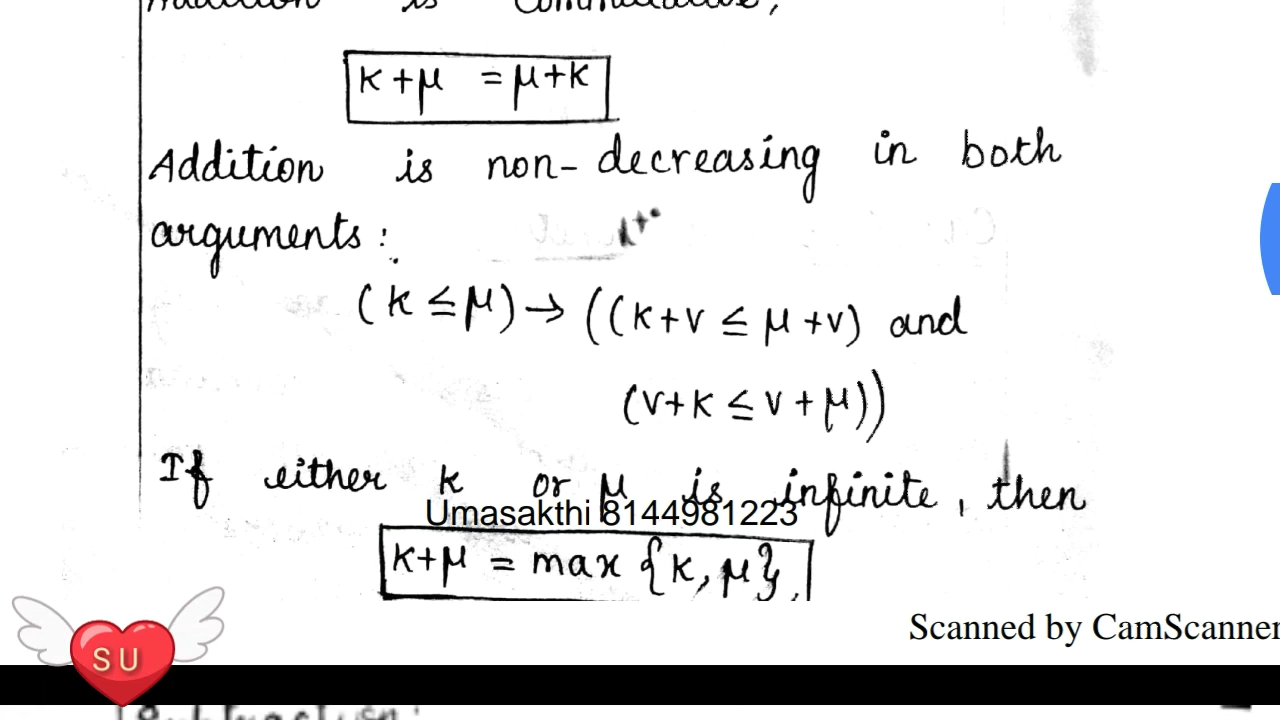 Addition is Commutative,
k+μ = μ+k
Addition is non-decreasing in both
arguments:
(k ≤ μ) → ((k+v ≤ μ+v) and
(v+k ≤ v+μ))
If either k or μ is infinite, then
Umasakthi 8144981223
k+μ = max {k, μ}.
Scanned by CamScanner
SU
Subtraction: